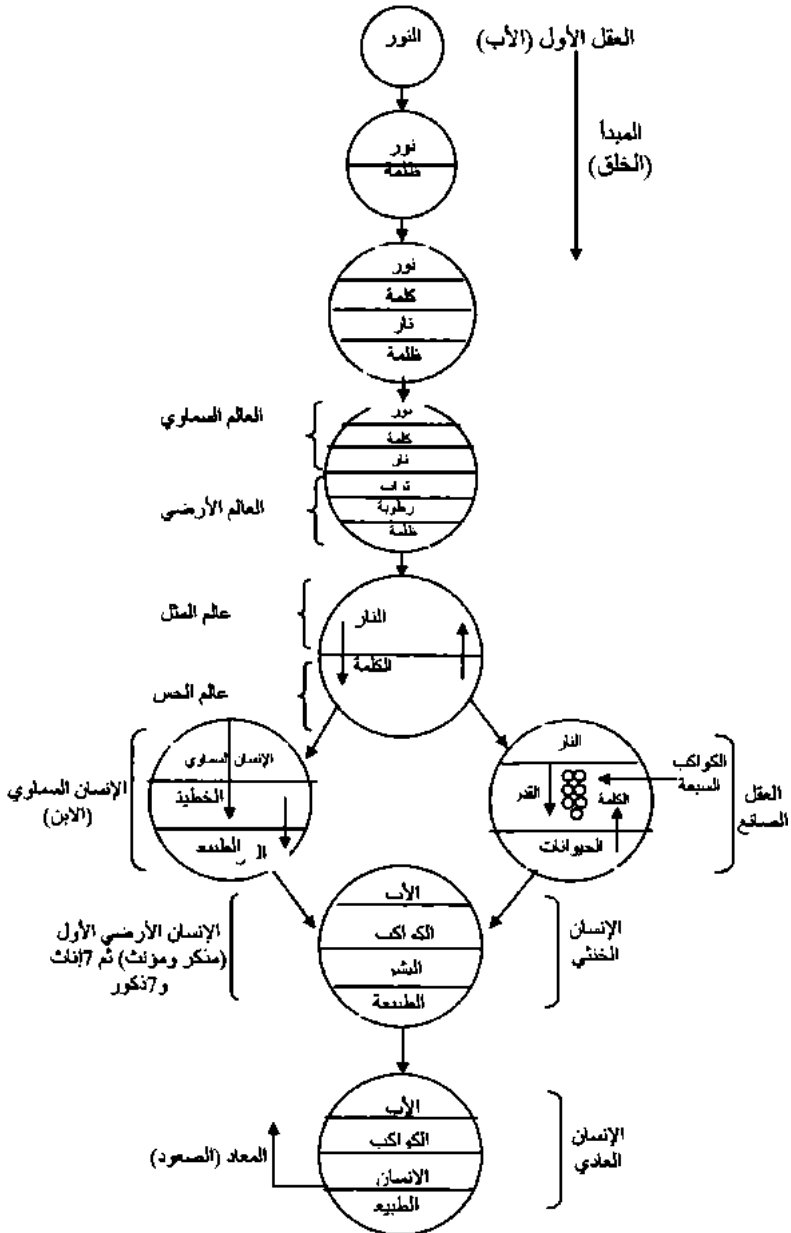 النور
العقل الأول (الأب)
المبدأ
(الخلق)
نور
ظلمة
نور
كلمة
نار
ظلمة
العالم السماوي
نور
كلمة
نار
تراب
رطوبة
ظلمة
العالم الأرضي
عالم المثل
النار
الكلمة
عالم الحس
الإنسان السماوي
(الابن)
الإنسان السماوي
الخطيئة
الطبيعة
النار
القدر
الكلمة
الحيوانات
الكواكب
السبعة
العقل
الصانع
الإنسان الأرضي الأول
(مذكر ومؤنث) ثم 7إناث
و7ذكور
الأب
الكواكب
البشر
الطبيعة
الإنسان
الخنثي
الأب
الكواكب
الانسان
الطبيعة
الإنسان
العادي
المعاد (الصعود)